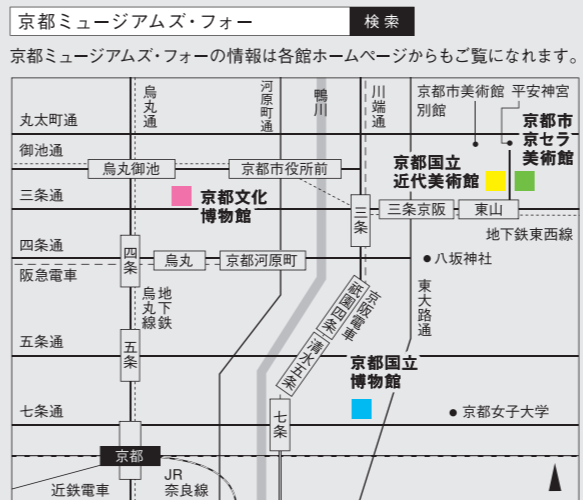 京都ミュージアムズ・フォー
検索
京都ミュージアムズ・フォーの情報は各館ホームページからもご覧になれます。
烏丸通
河原町通
鴨川
川端通
京都市美術館
別館
平安神宮
丸太町通
京都市
京セラ
美術館
御池通
烏丸御池
京都市役所前
京都国立
近代美術館
三条通
京都文化
博物館
三条
三条京阪
東山
地下鉄東西線
四条通
四条
烏丸
京都河原町
八坂神社
阪急電車
地下鉄
烏丸線
京阪電車
祇園四条
東大路通
五条通
五条
清水五条
京都国立
博物館
七条通
七条
京都女子大学
京都
近鉄電車
JR
奈良線